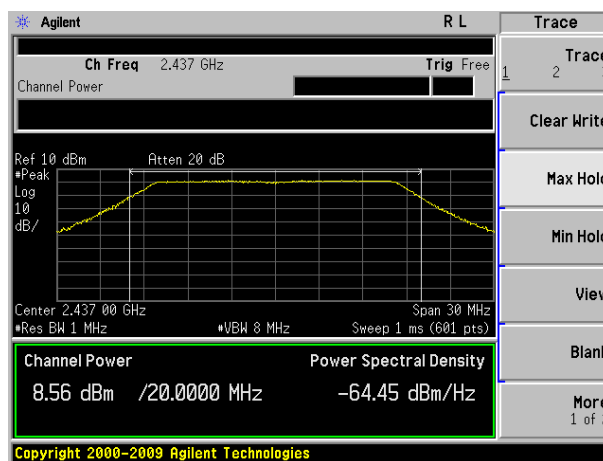 Agilent R L Trace
Ch Freq 2.437 GHz Trig Free
Channel Power
Trace
1 2
Clear Write
Max Hold
Min Hold
View
Blank
More
1 of
Ref 10 dBm Atten 20 dB
#Peak
Log
10
dB/
Center 2.437 00 GHz Span 30 MHz
#Res BW 1 MHz #VBW 8 MHz Sweep 1 ms (601 pts)
Channel Power Power Spectral Density
8.56 dBm /20.0000 MHz -64.45 dBm/Hz
Copyright 2000-2009 Agilent Technologies